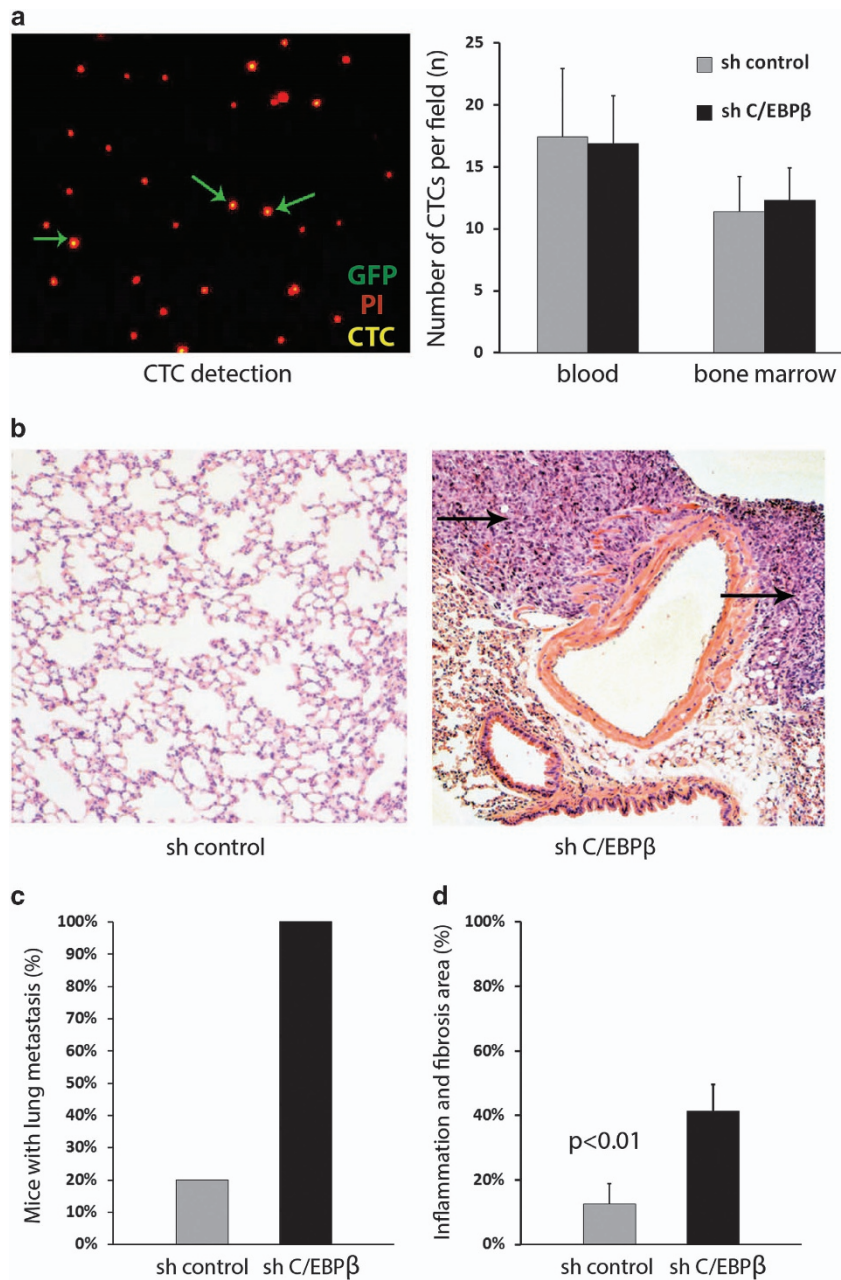 a
GFP
PI
CTC
CTC detection
Number of CTCs per field (n)
25
20
15
10
5
0
sh control
sh C/EBPβ
blood
bone marrow
b
sh control
sh C/EBPβ
c
Mice with lung metastasis (%)
100%
90%
80%
70%
60%
50%
40%
30%
20%
10%
0%
sh control
sh C/EBPβ
d
Inflammation and fibrosis area (%)
100%
80%
60%
40%
20%
0%
p<0.01
sh control
sh C/EBPβ